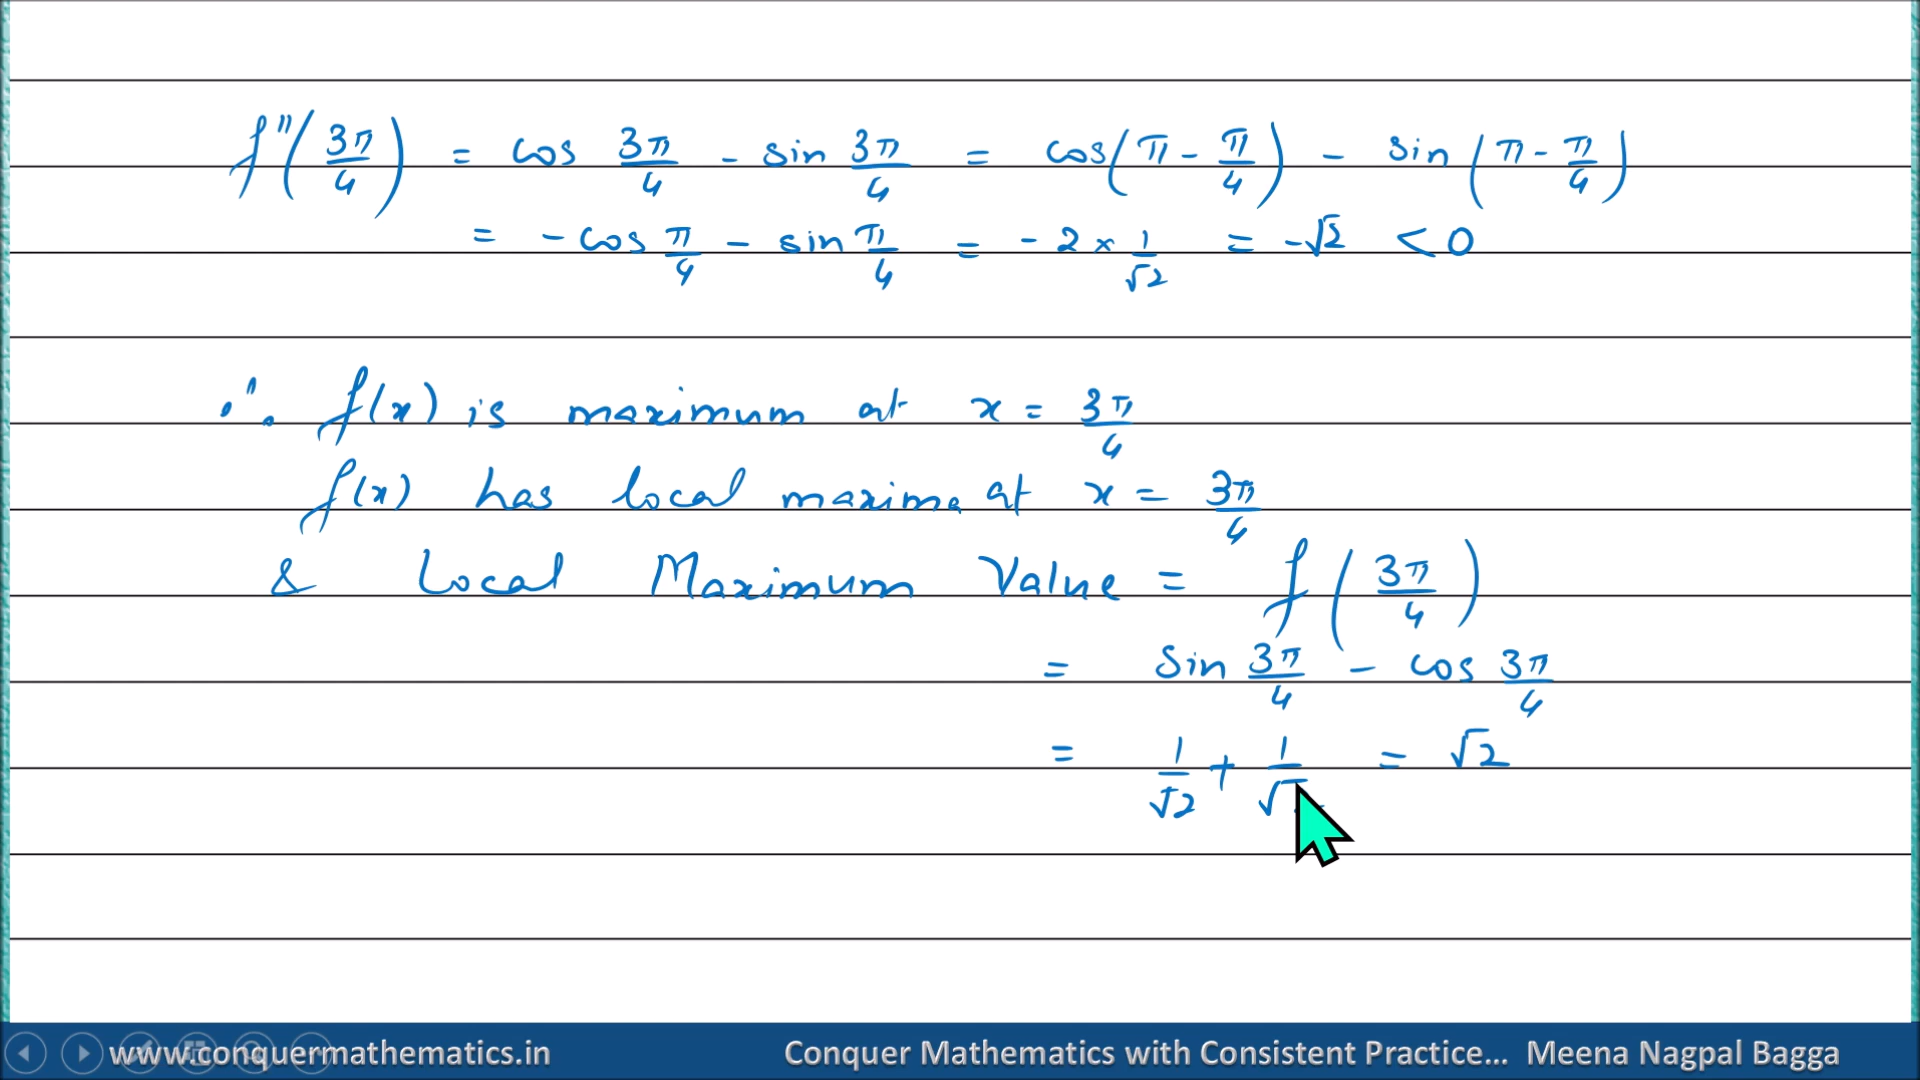 f''(3π/4) = cos 3π/4 - sin 3π/4 = cos(π - π/4) - sin(π - π/4)
= -cos π/4 - sin π/4 = -2 × 1/√2 = -√2 < 0
∴ f(x) is maximum at x = 3π/4
f(x) has local maxima at x = 3π/4
& Local Maximum Value = f(3π/4)
= sin 3π/4 - cos 3π/4
= 1/√2 + 1/√ = √2
www.conquermathematics.in
Conquer Mathematics with Consistent Practice... Meena Nagpal Bagga